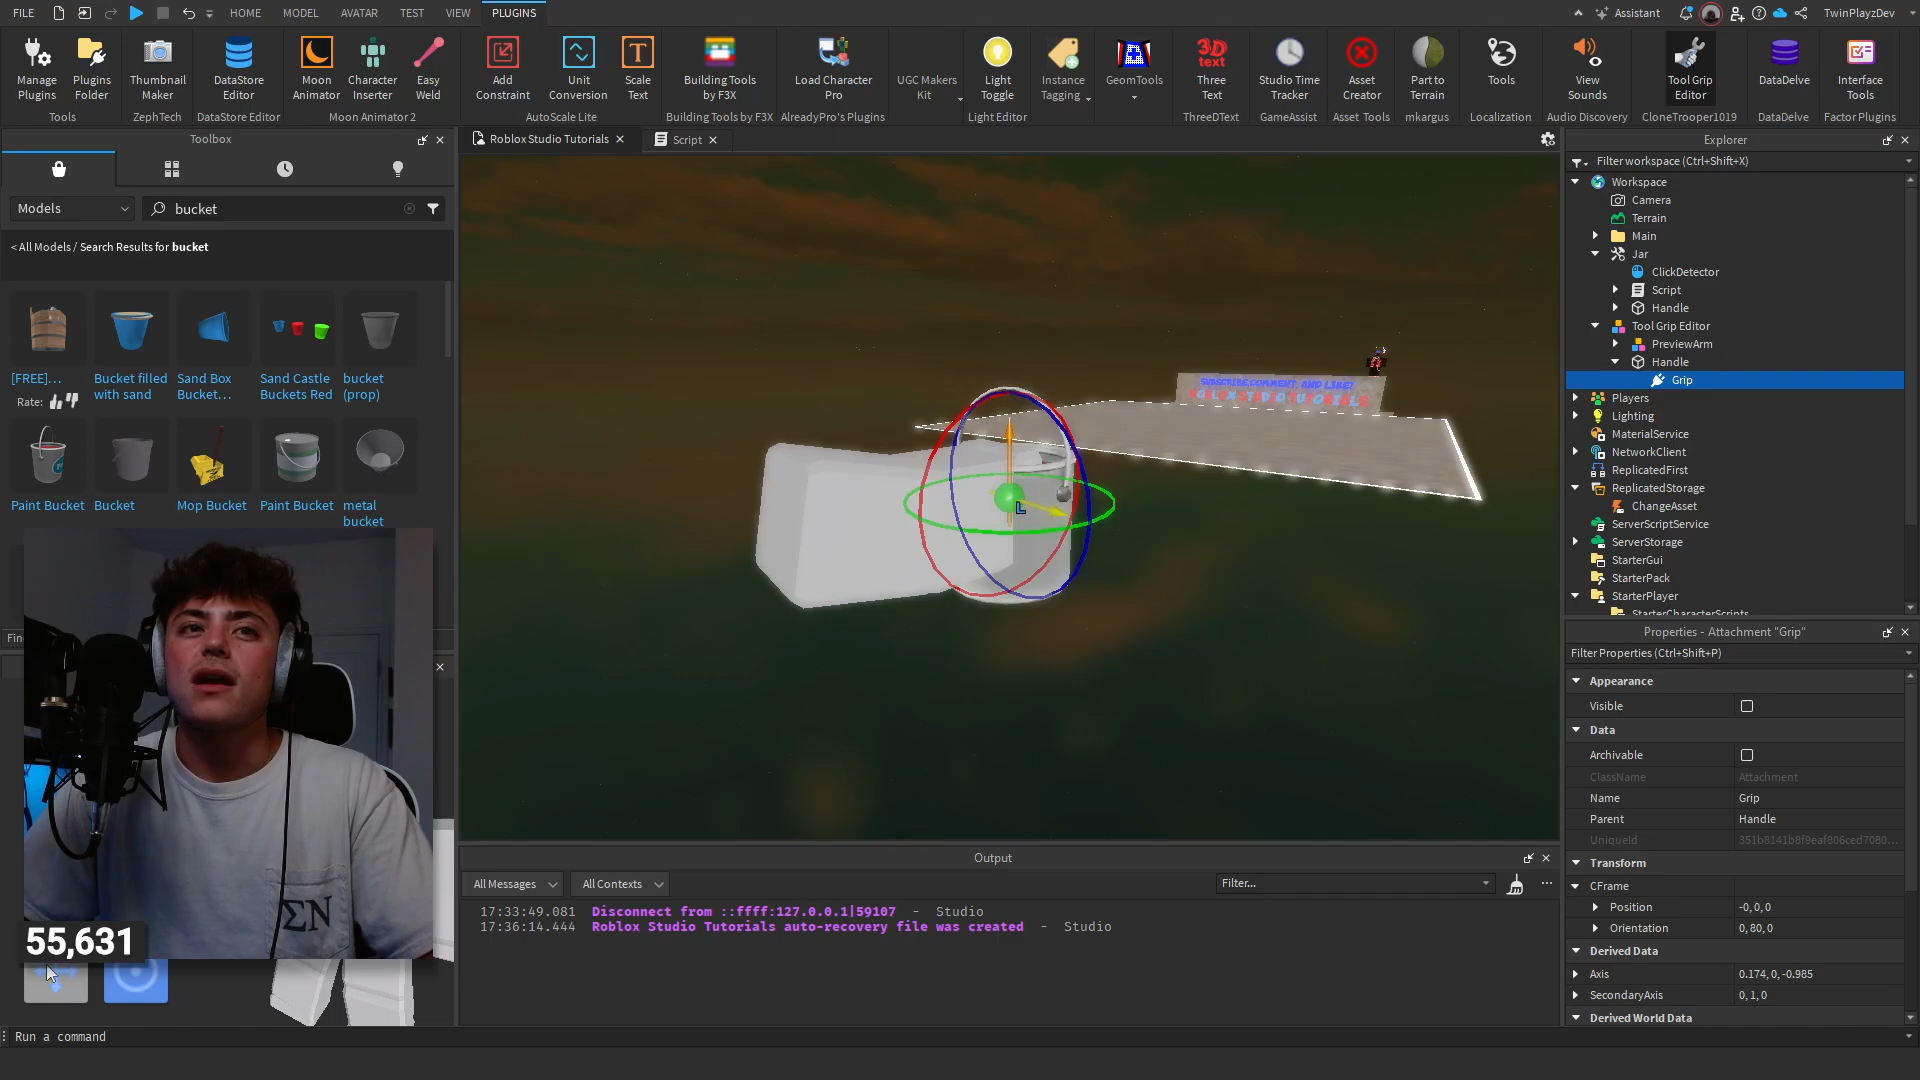 FILE HOME MODEL AVATAR TEST VIEW PLUGINS Assistant TwinPlayzDev
Manage Plugins
Plugins Folder
Tools
Thumbnail Maker
ZephTech
DataStore Editor
DataStore Editor
Moon Animator
Character Inserter
Easy Weld
Moon Animator 2
Add Constraint
Unit Conversion
Scale Text
AutoScale Lite
Building Tools by F3X
Building Tools by F3X
Load Character Pro
AlreadyPro's Plugins
UGC Makers Kit
Light Toggle
Light Editor
Instance Tagging
GeomTools
3D text
Three Text
ThreeDText
Studio Time Tracker
GameAssist
Asset Creator
Asset Tools
Part to Terrain
mkargus
Tools
Localization
View Sounds
Audio Discovery
Tool Grip Editor
CloneTrooper1019
DataDelve
DataDelve
Interface Tools
Factor Plugins
Toolbox
Models
bucket
< All Models / Search Results for bucket
[FREE]...
Rate:
Bucket filled with sand
Sand Box Bucket...
Sand Castle Buckets Red
bucket (prop)
Paint Bucket
Bucket
Mop Bucket
Paint Bucket
metal bucket
ΣN
55,631
Roblox Studio Tutorials
Script
SUBSCRIBE,COMMENT, AND LIKE!
ROBLOX STUDIO TUTORIALS
L
Output
All Messages
All Contexts
Filter...
17:33:49.081 Disconnect from ::ffff:127.0.0.1|59107 - Studio
17:36:14.444 Roblox Studio Tutorials auto-recovery file was created - Studio
Run a command
Explorer
Filter workspace (Ctrl+Shift+X)
Workspace
Camera
Terrain
Main
Jar
ClickDetector
Script
Handle
Tool Grip Editor
PreviewArm
Handle
Grip
Players
Lighting
MaterialService
NetworkClient
ReplicatedFirst
ReplicatedStorage
ChangeAsset
ServerScriptService
ServerStorage
StarterGui
StarterPack
StarterPlayer
StarterCharacterScripts
Properties - Attachment "Grip"
Filter Properties (Ctrl+Shift+P)
Appearance
Visible
Data
Archivable
ClassName Attachment
Name Grip
Parent Handle
UniqueId 351b8141b8f9eaf806ced7080...
Transform
CFrame
Position -0, 0, 0
Orientation 0, 80, 0
Derived Data
Axis 0.174, 0, -0.985
SecondaryAxis 0, 1, 0
Derived World Data